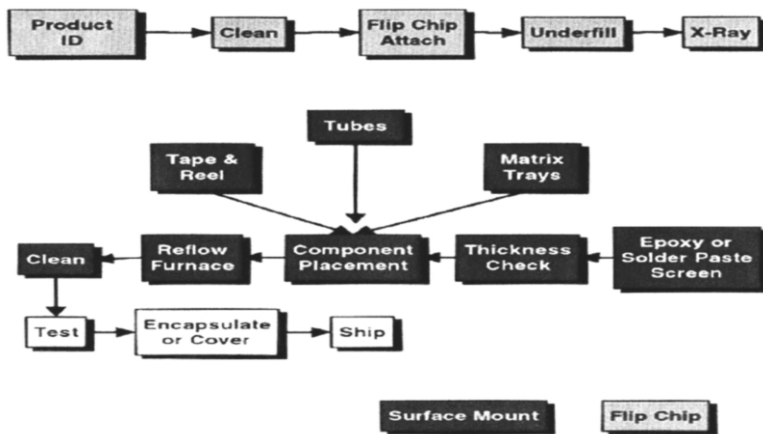 Product
ID
Clean
Flip Chip
Attach
Underfill
X-Ray
Tubes
Tape &
Reel
Matrix
Trays
Clean
Reflow
Furnace
Component
Placement
Thickness
Check
Epoxy or
Solder Paste
Screen
Test
Encapsulate
or Cover
Ship
Surface Mount
Flip Chip